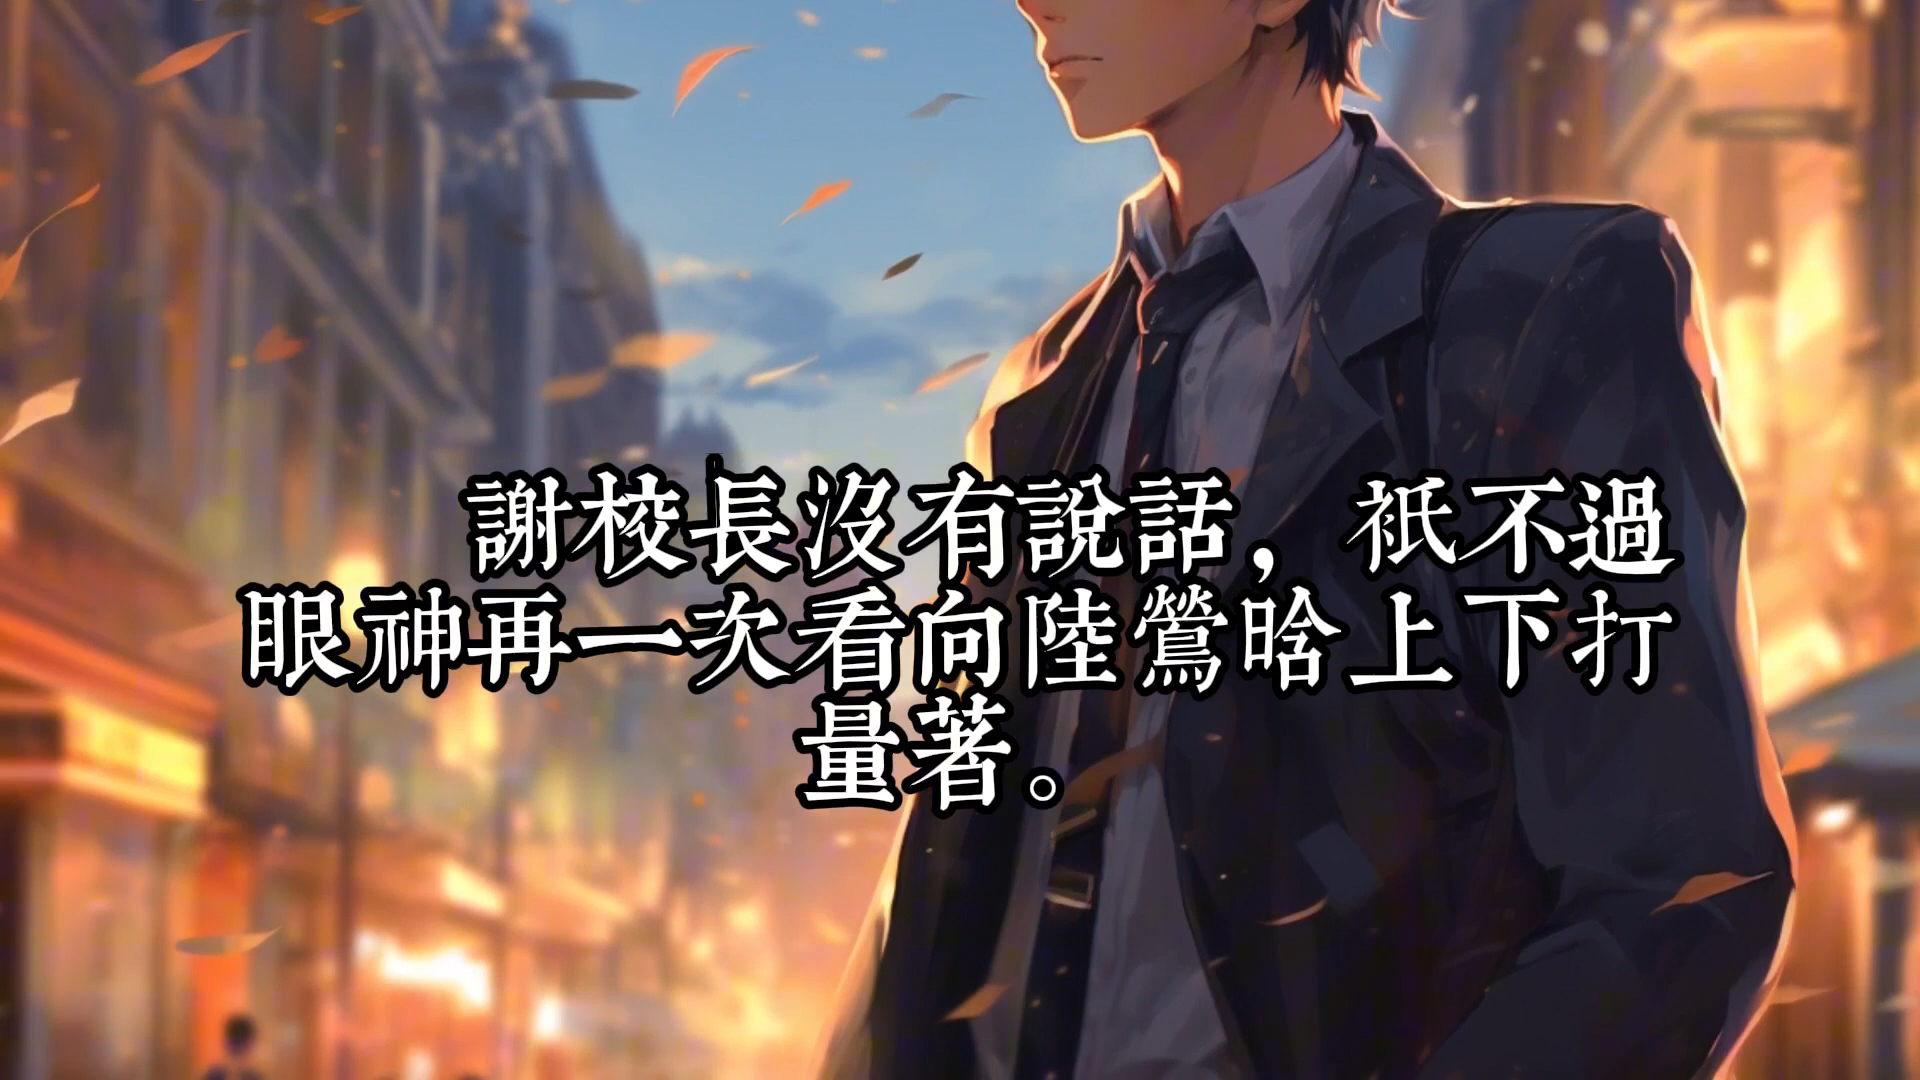 謝校長沒有說話，衹不過
眼神再一次看向陸鶯晗上下打
量著。